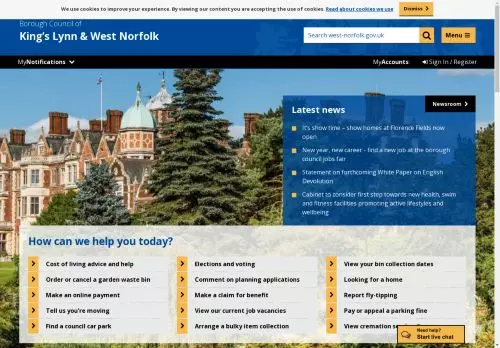 We use cookies to improve your experience. By viewing our content you are accepting the use of cookies. Read about cookies we use
Dismiss
Borough Council of
King's Lynn & West Norfolk
Search west-norfolk.gov.uk
Menu
MyNotifications
MyAccounts
Sign In / Register
Newsroom
Latest news
It's show time – show homes at Florence Fields now
open
New year, new career – find a new job at the borough
council jobs fair
Statement on forthcoming White Paper on English
Devolution
Cabinet to consider first step towards new health, swim
and fitness facilities promoting active lifestyles and
wellbeing
How can we help you today?
Cost of living advice and help
Elections and voting
View your bin collection dates
Order or cancel a garden waste bin
Comment on planning applications
Looking for a home
Make an online payment
Make a claim for benefit
Report fly-tipping
Tell us you're moving
View our current job vacancies
Pay or appeal a parking fine
Find a council car park
Arrange a bulky item collection
View cremation
Need help?
Start live chat